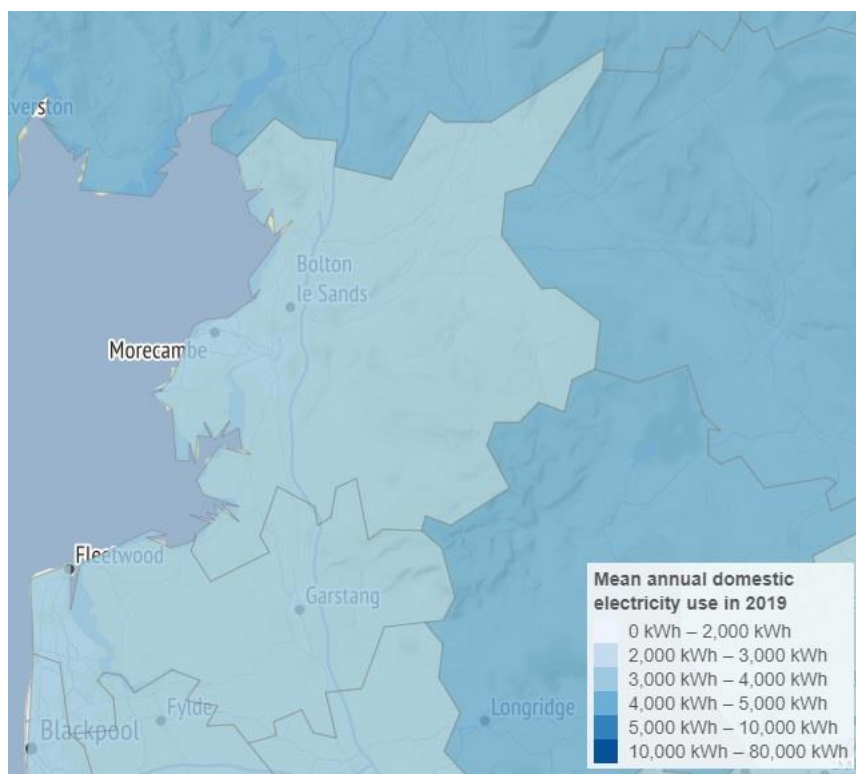 lverston
Bolton
le Sands
Morecambe
Fleetwood
Garstang
Fylde
Longridge
Blackpool
Mean annual domestic
electricity use in 2019
0 kWh – 2,000 kWh
2,000 kWh – 3,000 kWh
3,000 kWh – 4,000 kWh
4,000 kWh – 5,000 kWh
5,000 kWh – 10,000 kWh
10,000 kWh – 80,000 kWh